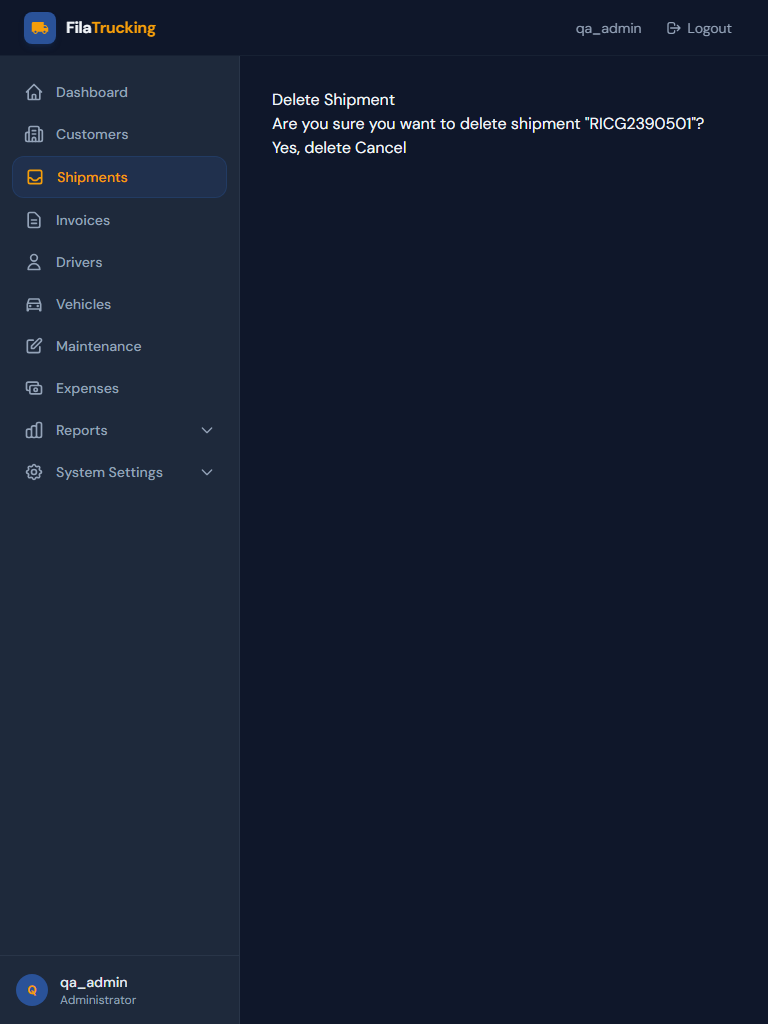 FilaTrucking
qa_admin
Logout
Dashboard
Customers
Shipments
Invoices
Drivers
Vehicles
Maintenance
Expenses
Reports
System Settings
Delete Shipment
Are you sure you want to delete shipment "RICG2390501"?
Yes, delete Cancel
Q
qa_admin
Administrator